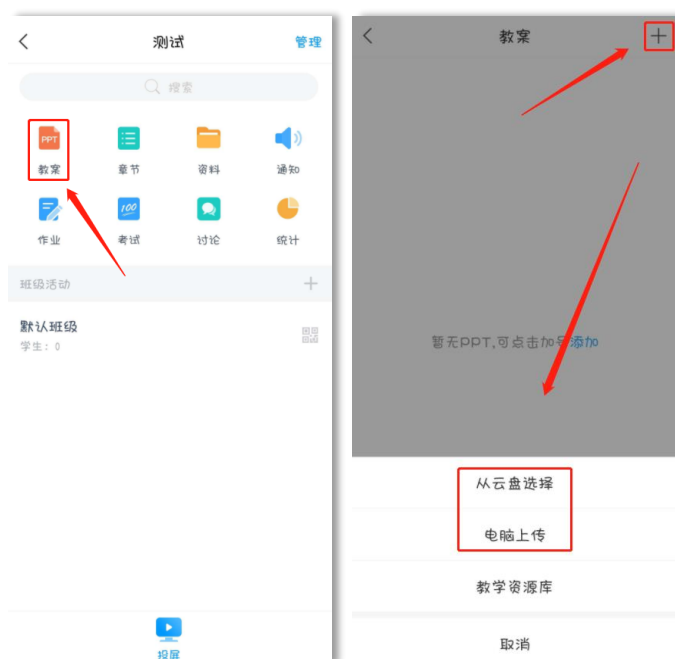 测试
管理
搜索
PPT
教案
章节
资料
通知
100
作业
考试
讨论
统计
班级活动
默认班级
学生：0
投屏
教案
暂无PPT,可点击加号添加
从云盘选择
电脑上传
教学资源库
取消